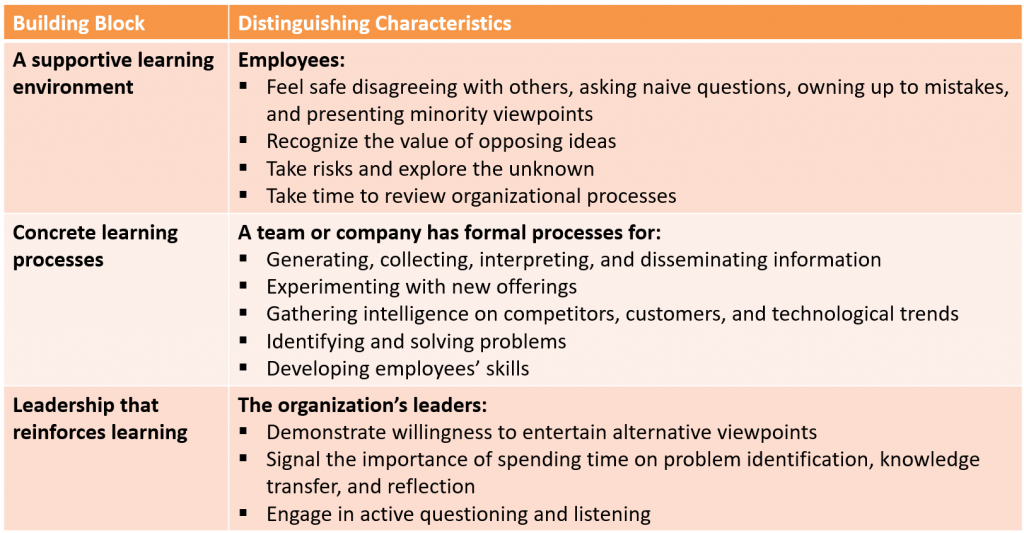 Building Block
Distinguishing Characteristics
A supportive learning
environment
Employees:
▪ Feel safe disagreeing with others, asking naive questions, owning up to mistakes,
and presenting minority viewpoints
▪ Recognize the value of opposing ideas
▪ Take risks and explore the unknown
▪ Take time to review organizational processes
Concrete learning
processes
A team or company has formal processes for:
▪ Generating, collecting, interpreting, and disseminating information
▪ Experimenting with new offerings
▪ Gathering intelligence on competitors, customers, and technological trends
▪ Identifying and solving problems
▪ Developing employees’ skills
Leadership that
reinforces learning
The organization’s leaders:
▪ Demonstrate willingness to entertain alternative viewpoints
▪ Signal the importance of spending time on problem identification, knowledge
transfer, and reflection
▪ Engage in active questioning and listening